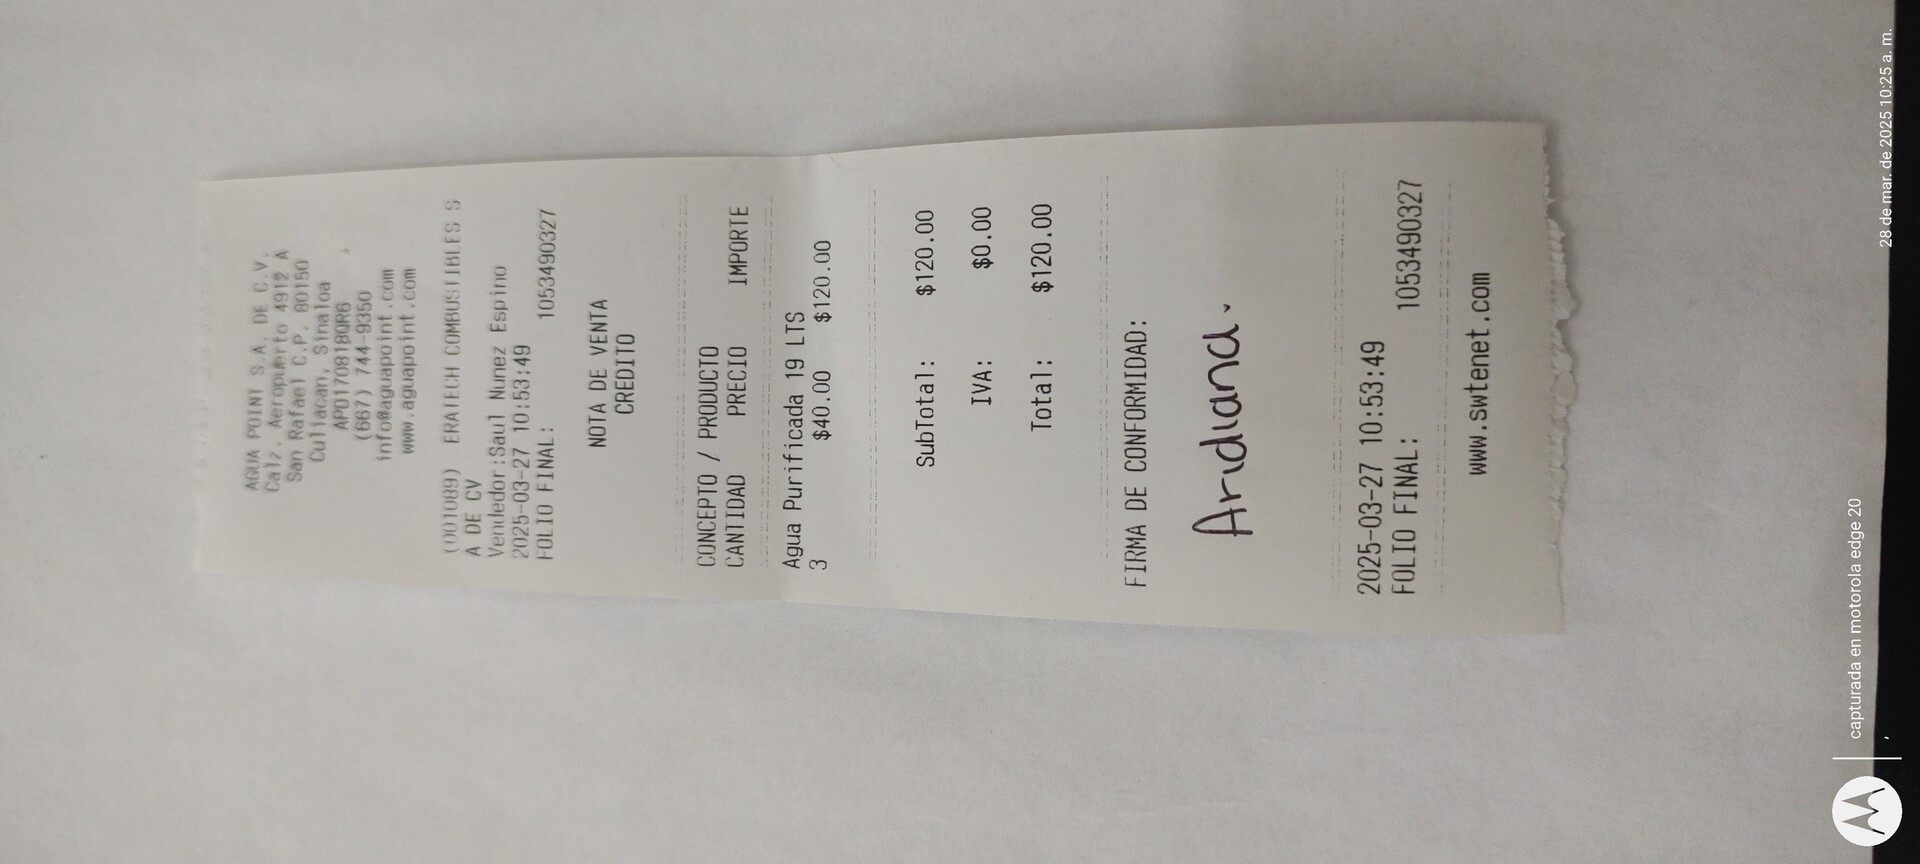 AQUA POINT S.A. DE C.V.
Calz. Aeropuerto 4912 A
San Rafael C.P. 80150
Culiacan, Sinaloa
APO170818QR6
(667) 744-9350
info@aguapoint.com
www.aguapoint.com
(001089) ERATECH COMBUSTIBLES S
A DE CV
Vendedor:Saul Nunez Espino
2025-03-27 10:53:49
FOLIO FINAL: 1053490327
NOTA DE VENTA
CREDITO
CONCEPTO / PRODUCTO
CANTIDAD PRECIO IMPORTE
Agua Purificada 19 LTS
3 $40.00 $120.00
SubTotal: $120.00
IVA: $0.00
Total: $120.00
FIRMA DE CONFORMIDAD:
Aridiana.
2025-03-27 10:53:49
FOLIO FINAL: 1053490327
www.swtenet.com
capturada en motorola edge 20
28 de mar. de 2025 10:25 a. m.